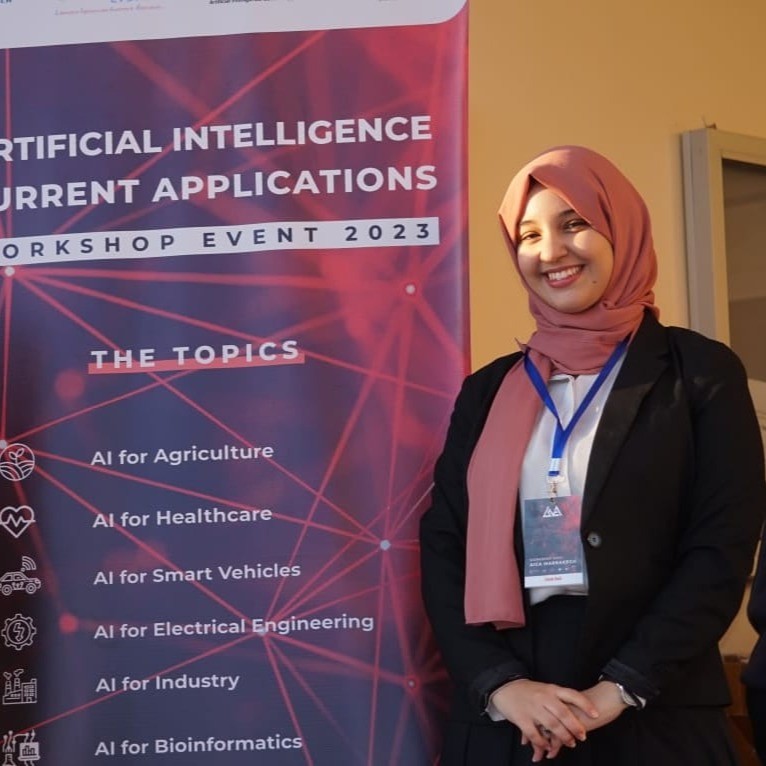 RTIFICIAL INTELLIGENCE
URRENT APPLICATIONS
ORKSHOP EVENT 2023
THE TOPICS
AI for Agriculture
AI for Healthcare
AI for Smart Vehicles
AI for Electrical Engineering
AI for Industry
AI for Bioinformatics